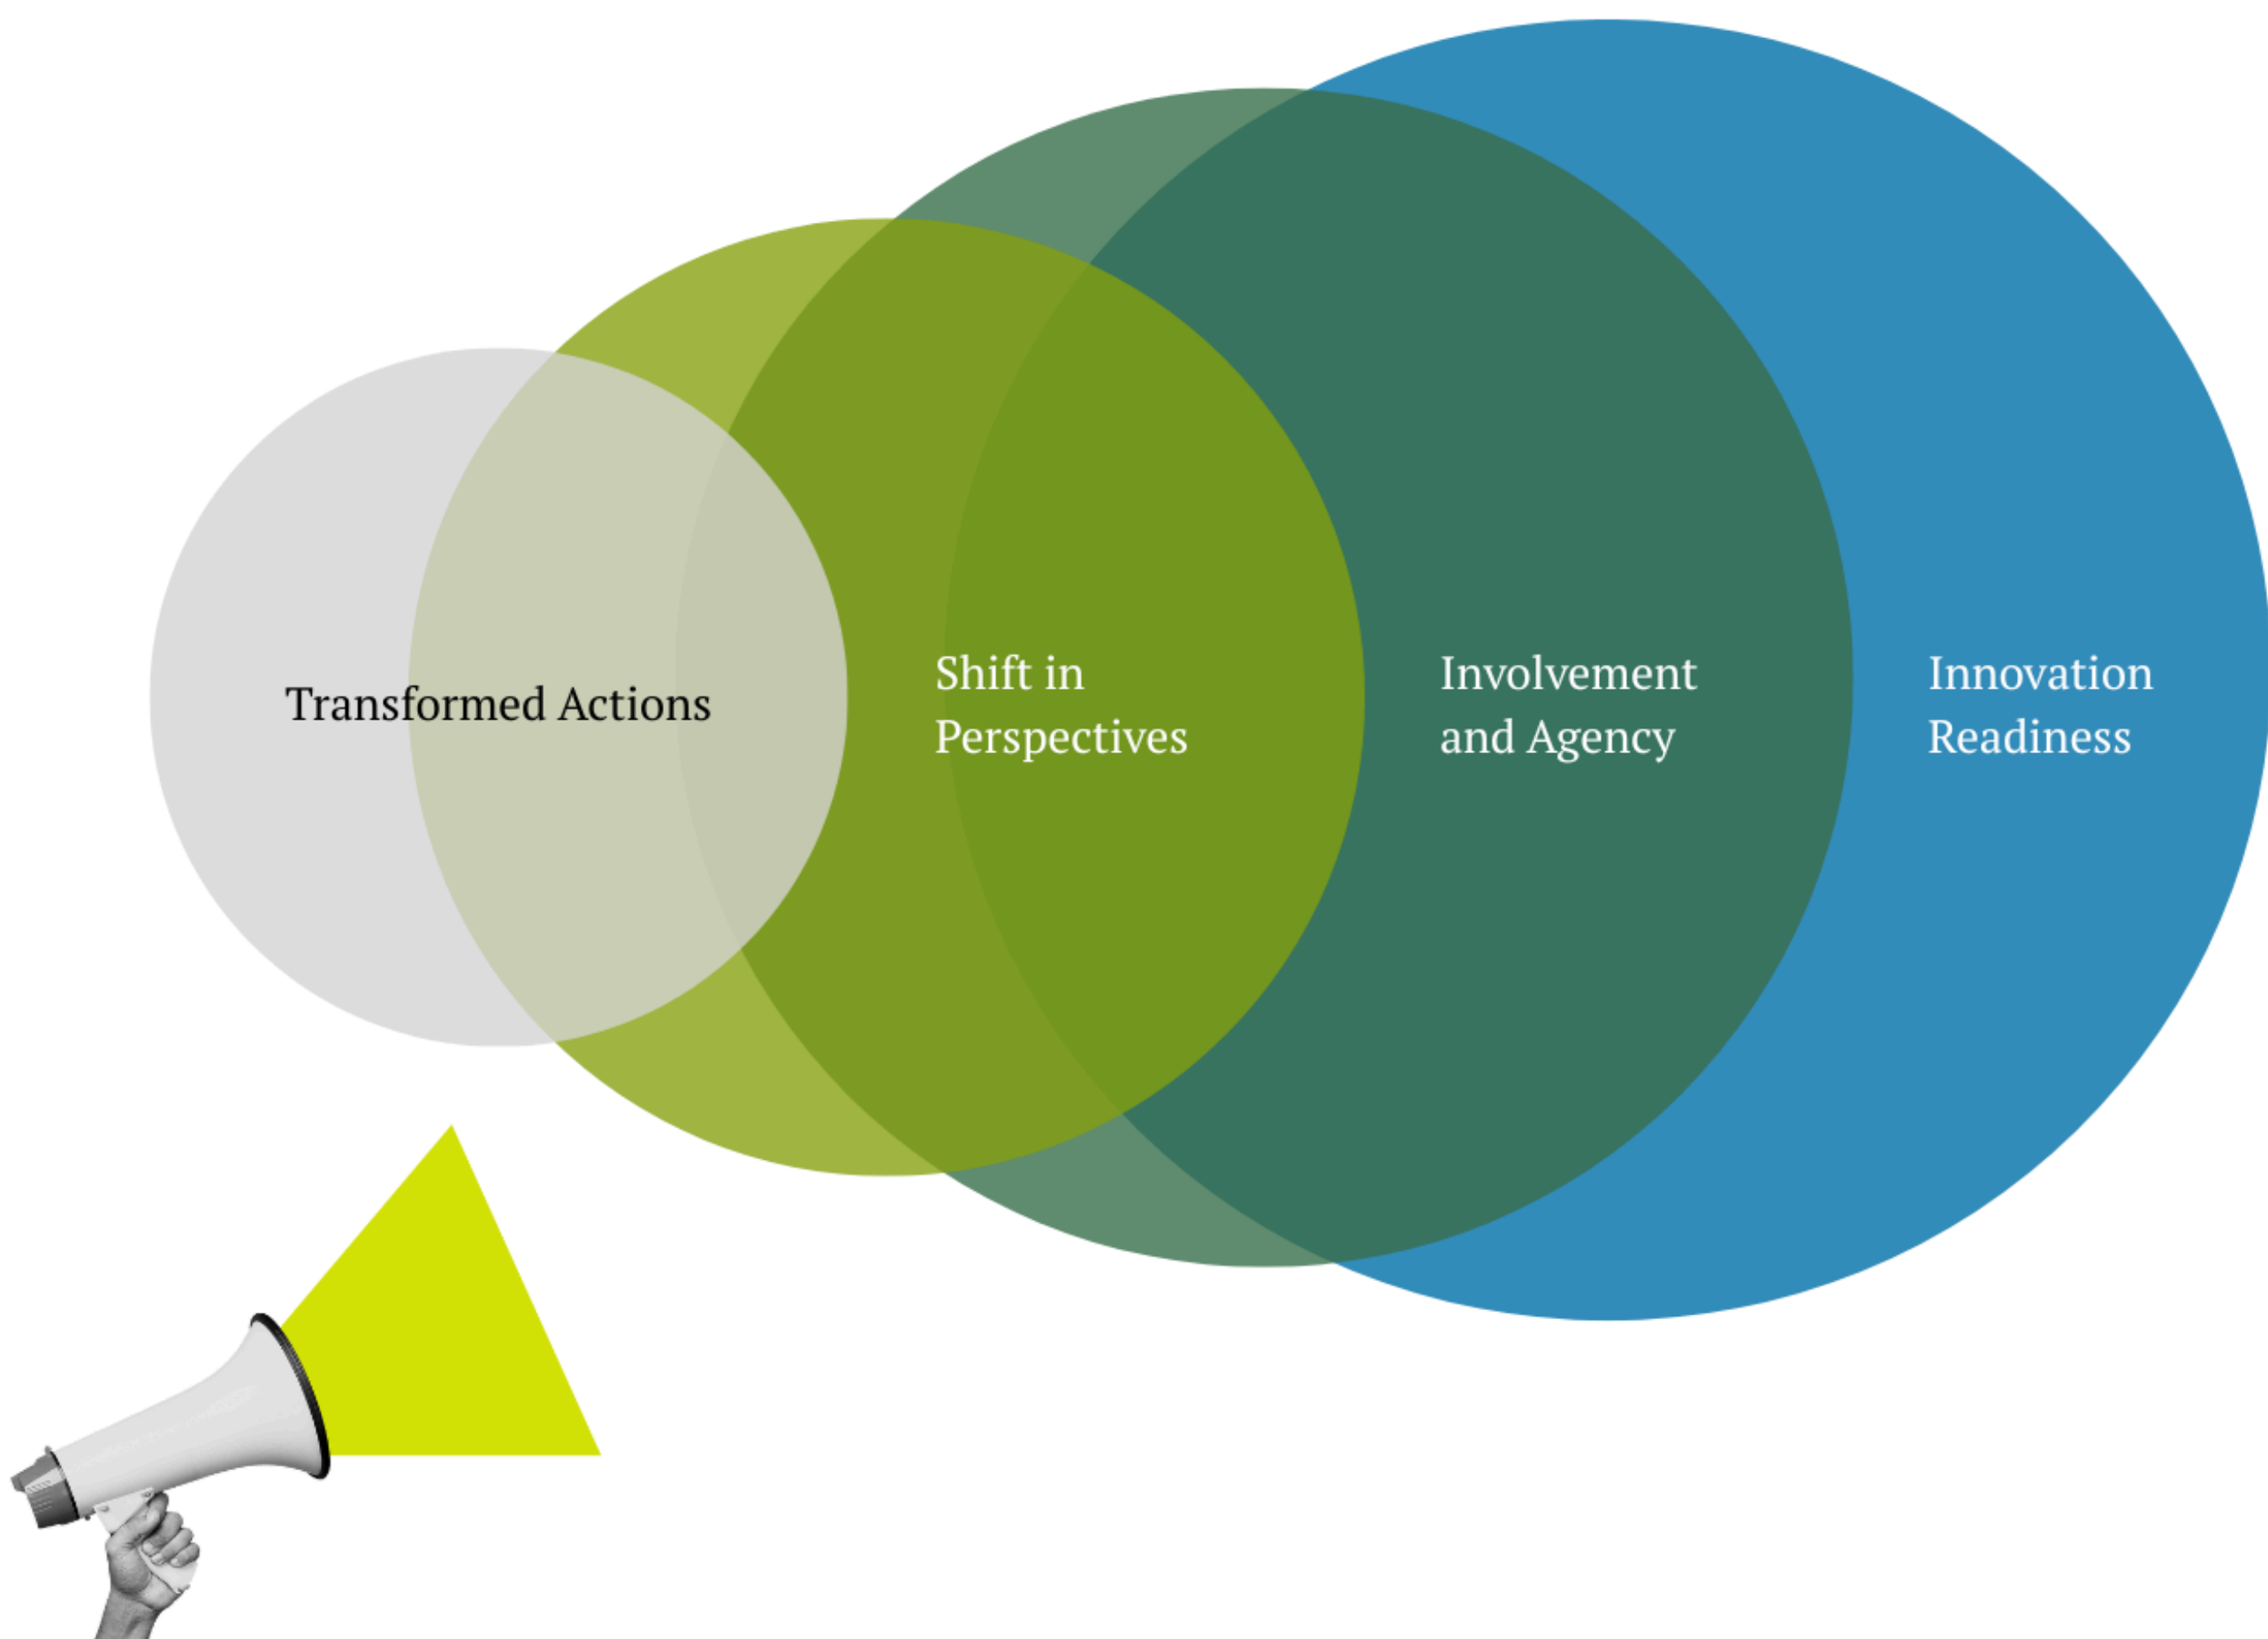 Transformed Actions
Shift in
Perspectives
Involvement
and Agency
Innovation
Readiness